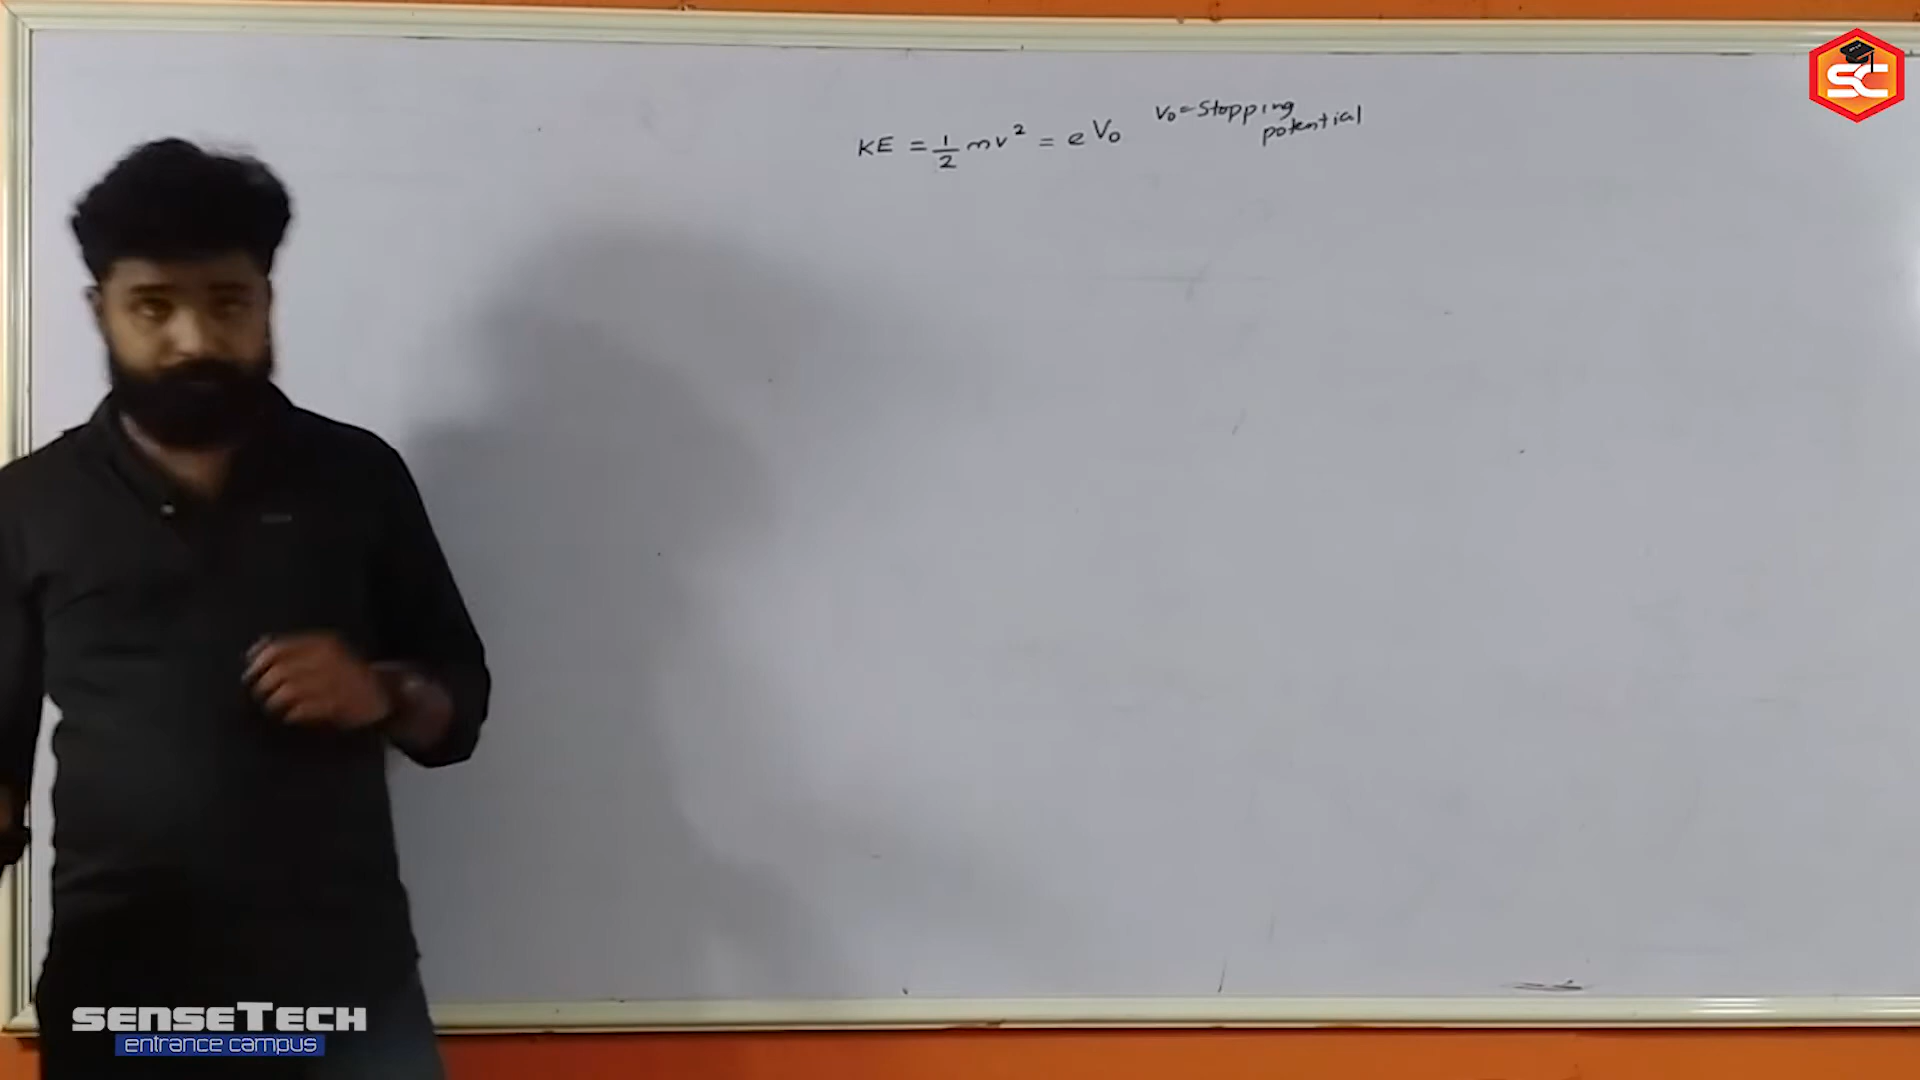 KE = 1/2 mv² = eV₀
V₀ = Stopping
potential
SC
SENSETECH
entrance campus